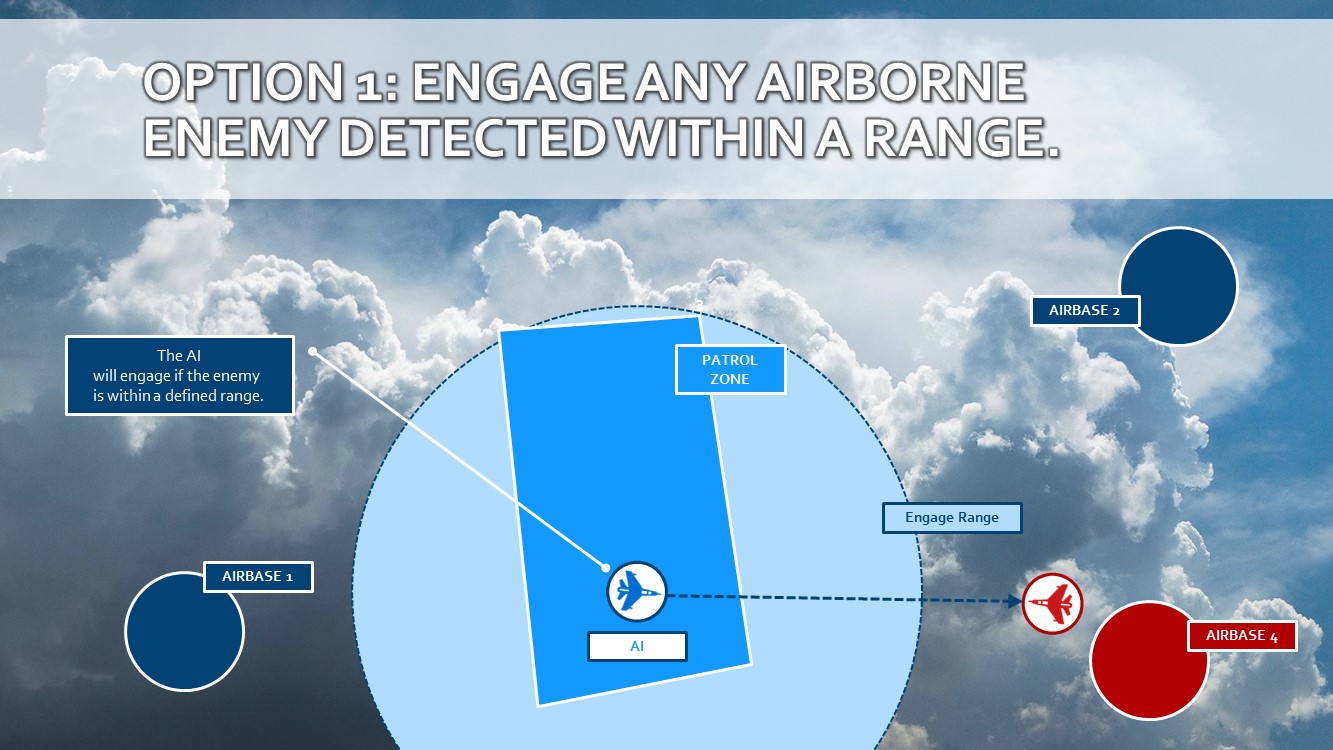 OPTION 1: ENGAGE ANY AIRBORNE
ENEMY DETECTED WITHIN A RANGE.
AIRBASE 2
The AI
will engage if the enemy
is within a defined range.
PATROL
ZONE
Engage Range
AIRBASE 1
AI
AIRBASE 4